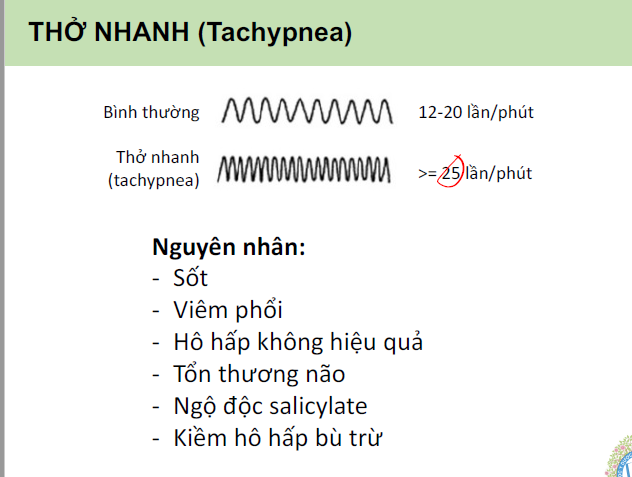 THỞ NHANH (Tachypnea)
Bình thường 12-20 lần/phút
Thở nhanh
(tachypnea) >= 25 lần/phút
Nguyên nhân:
- Sốt
- Viêm phổi
- Hô hấp không hiệu quả
- Tổn thương não
- Ngộ độc salicylate
- Kiềm hô hấp bù trừ